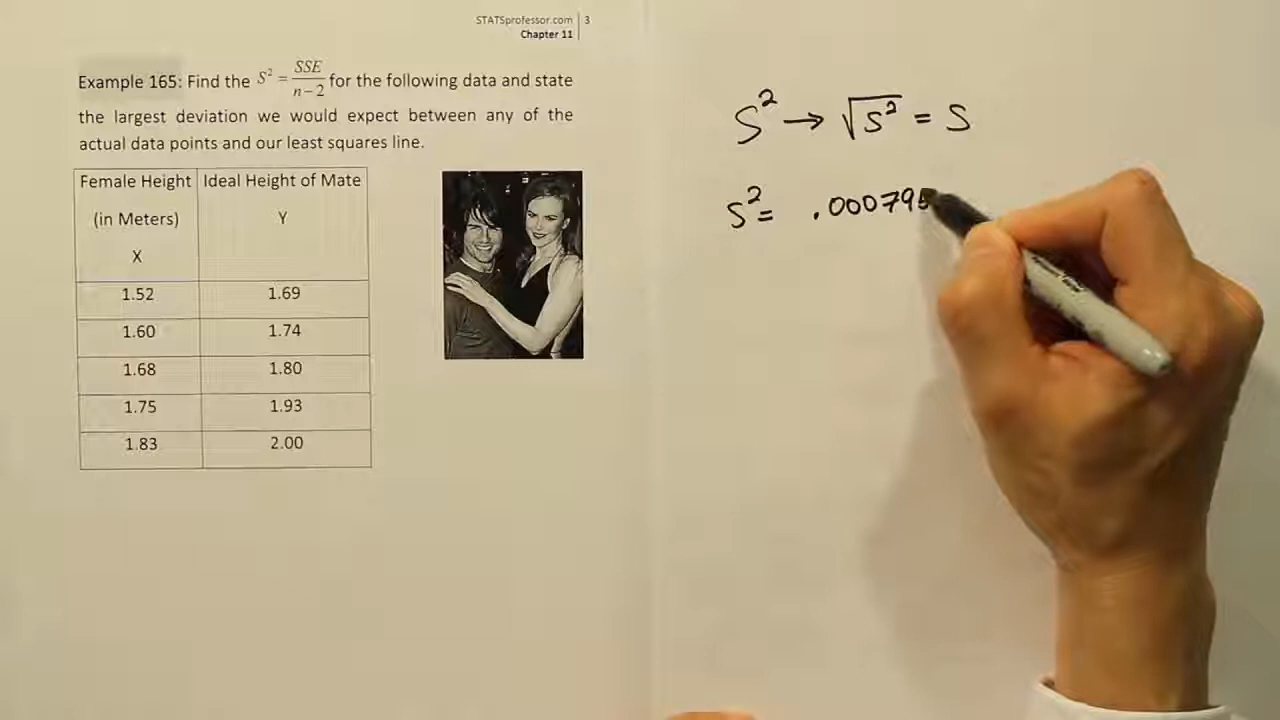 STATSprofessor.com | 3
Chapter 11
Example 165: Find the S² = SSE / n−2 for the following data and state
the largest deviation we would expect between any of the
actual data points and our least squares line.
Female Height (in Meters) X | Ideal Height of Mate Y
1.52 | 1.69
1.60 | 1.74
1.68 | 1.80
1.75 | 1.93
1.83 | 2.00
S² → √S² = S
S² = .000795